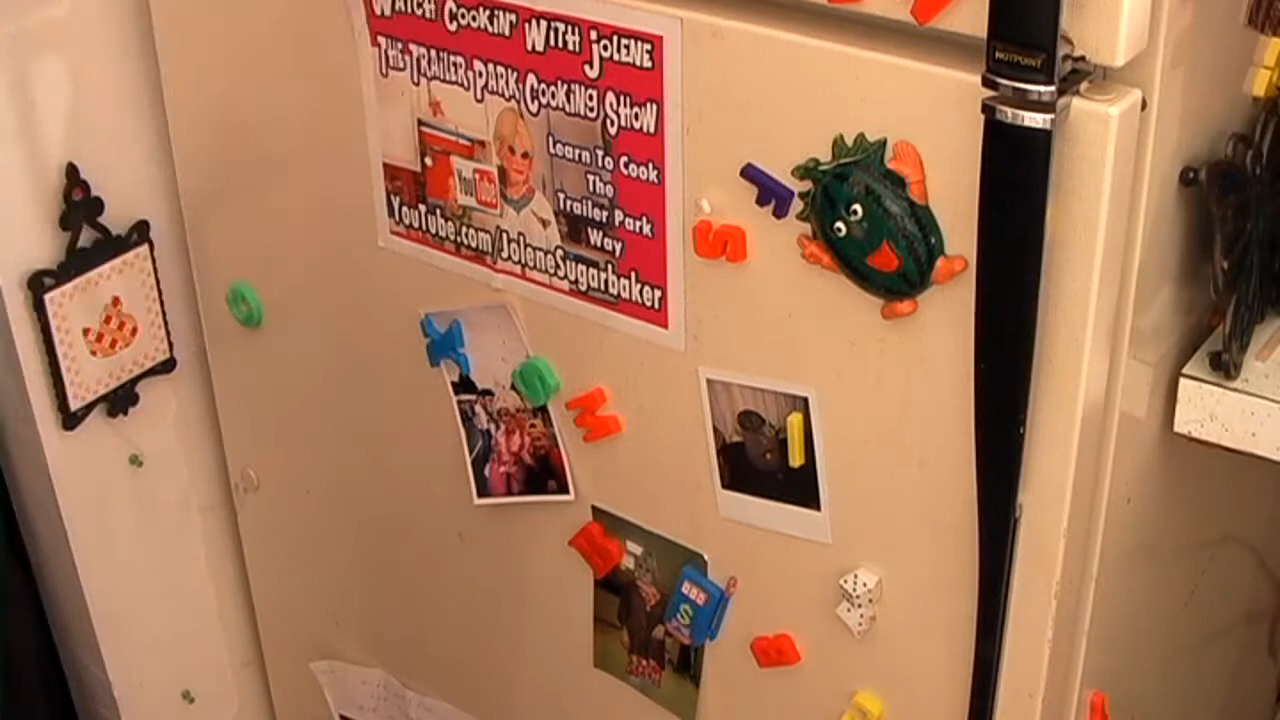 WATCH COOKIN' WITH JOLENE
THE TRAILER PARK COOKING SHOW
Learn To Cook
The
Trailer Park
Way
YouTube
YouTube.com/JoleneSugarbaker
HOTPOINT
F
S
X
M
$